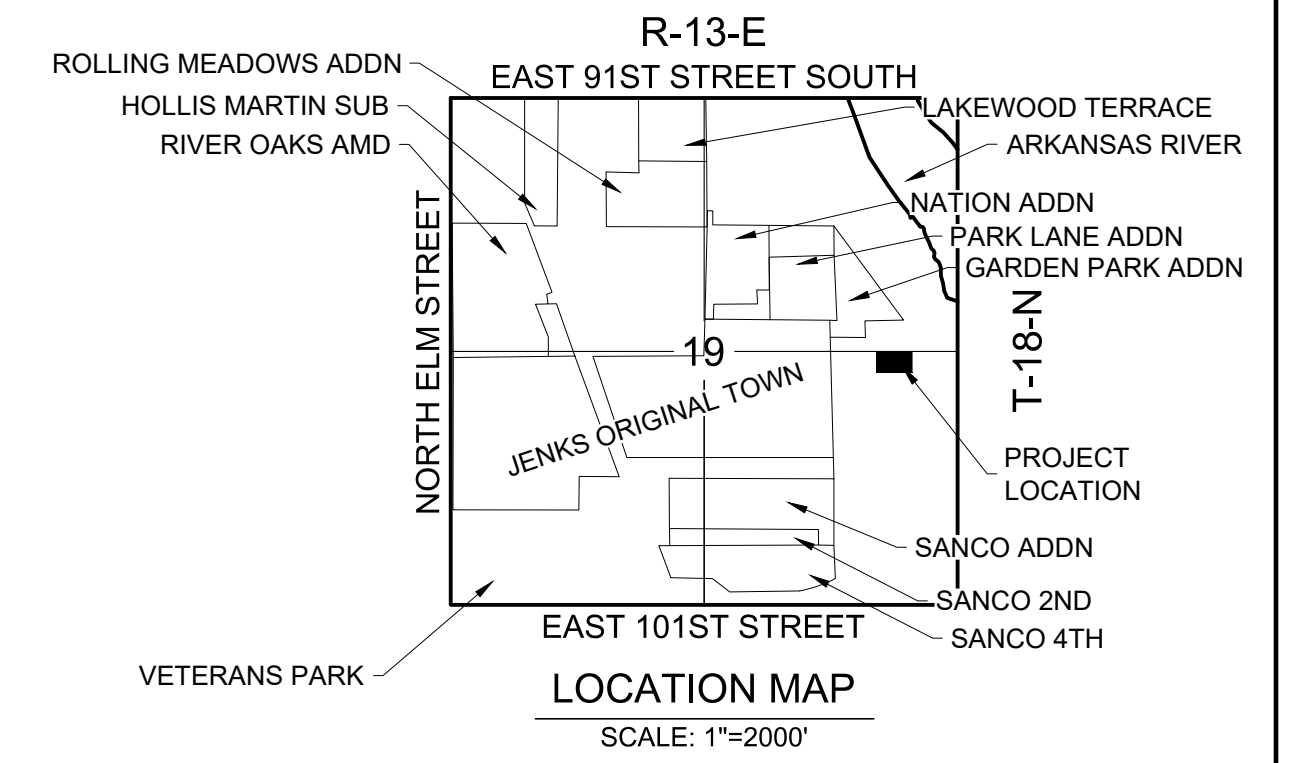 R-13-E
EAST 91ST STREET SOUTH
ROLLING MEADOWS ADDN
HOLLIS MARTIN SUB
RIVER OAKS AMD
LAKEWOOD TERRACE
ARKANSAS RIVER
NATION ADDN
PARK LANE ADDN
GARDEN PARK ADDN
NORTH ELM STREET
T-18-N
19
JENKS ORIGINAL TOWN
PROJECT
LOCATION
SANCO ADDN
SANCO 2ND
SANCO 4TH
EAST 101ST STREET
VETERANS PARK
LOCATION MAP
SCALE: 1"=2000'